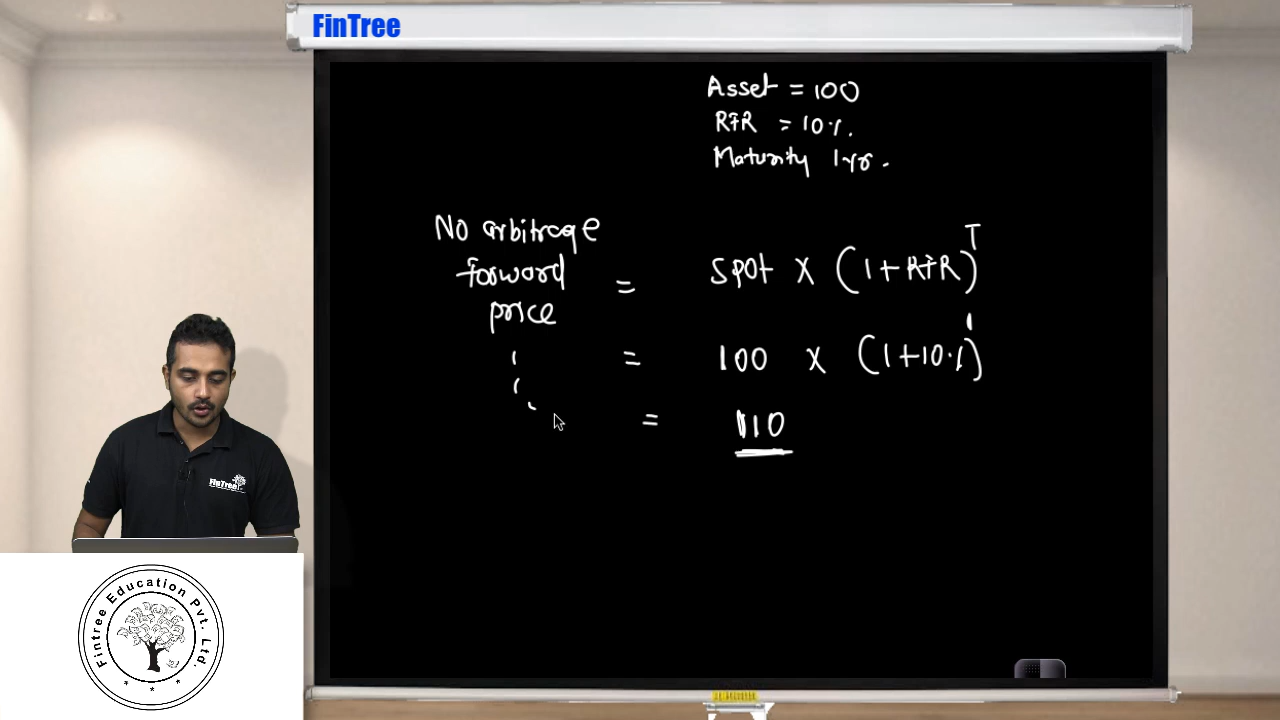 FinTree
Asset = 100
RFR = 10%.
Maturity 1yr.
No arbitrage
forward
price
= Spot X (1+RFR)^T
= 100 X (1+10%)^1
= 110
FinTree
Fintree Education Pvt. Ltd.